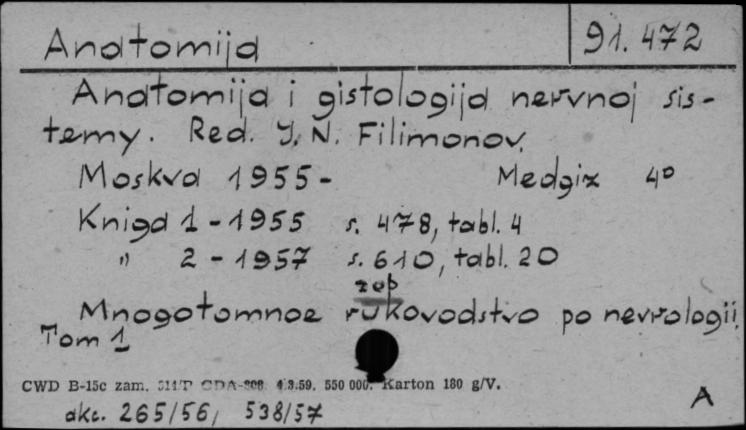 Anatomija 91.472
Anatomija i gistologija nervnoj sis-
temy. Red. I. N. Filimonov.
Moskva 1955- Medgiz 4º
Kniga 1 - 1955 s. 478, tabl. 4
" 2 - 1957 s. 610, tabl. 20
Mnogotomnoe rukovodstvo po nevrologii.
Tom 1
CWD B-15c zam. 4.3.59. 550 000. Karton 180 g/V.
akc. 265/56, 538/57
A